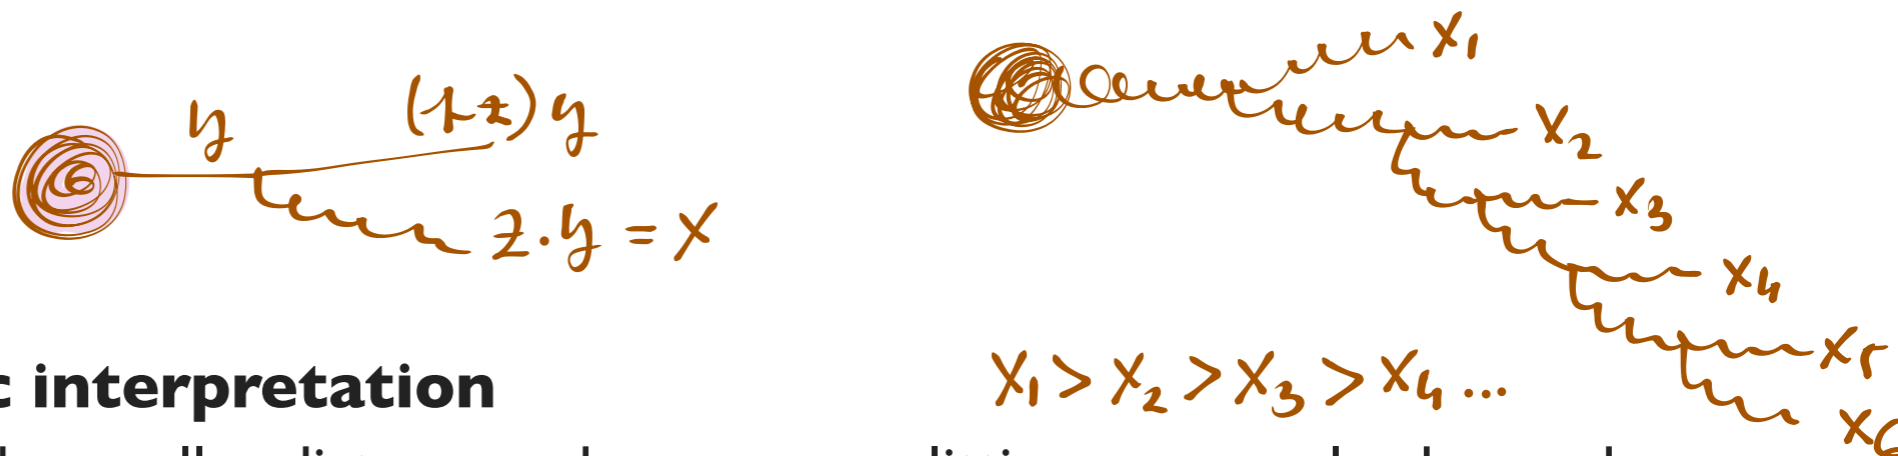 y
(1-z) y
z·y = x
x1
x2
x3
x4
x5
x6
x1 > x2 > x3 > x4 ...
c interpretation